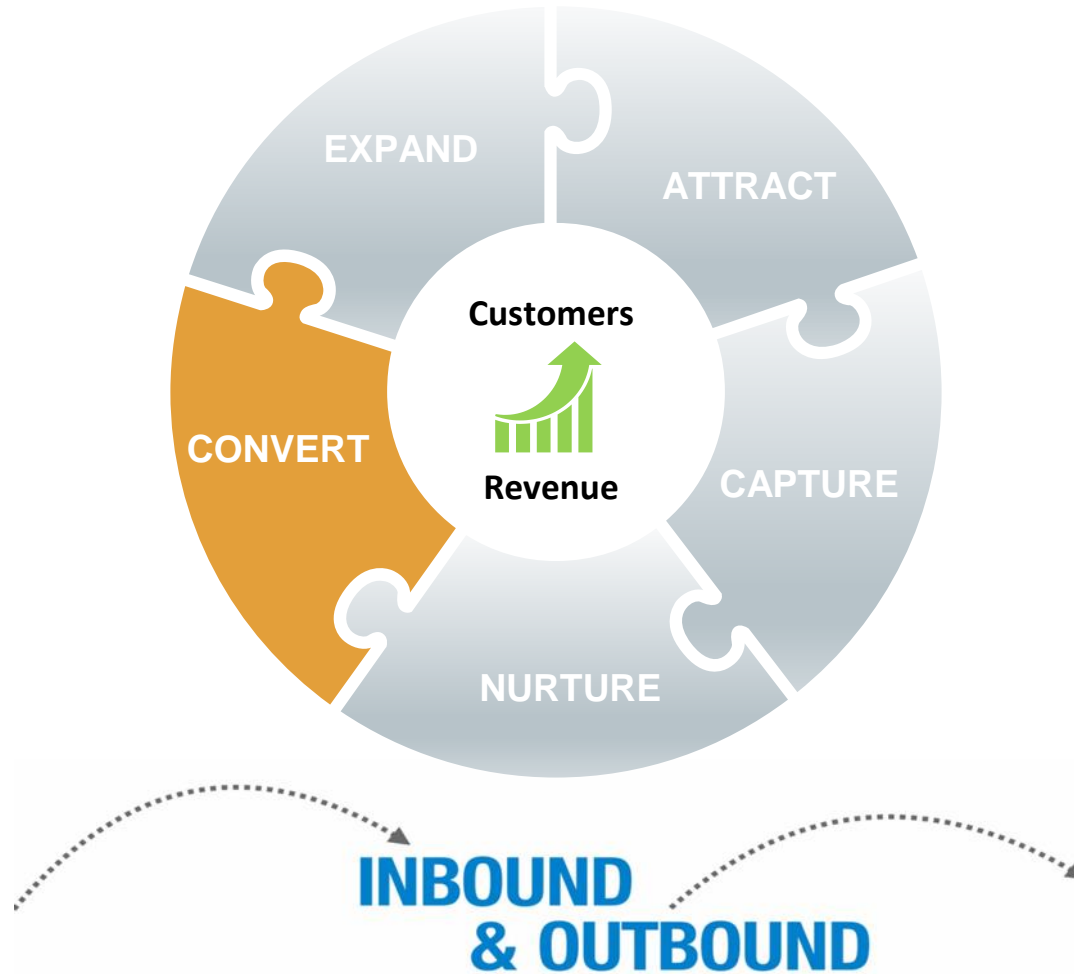 EXPAND
ATTRACT
Customers
CONVERT
CAPTURE
Revenue
NURTURE
INBOUND
& OUTBOUND